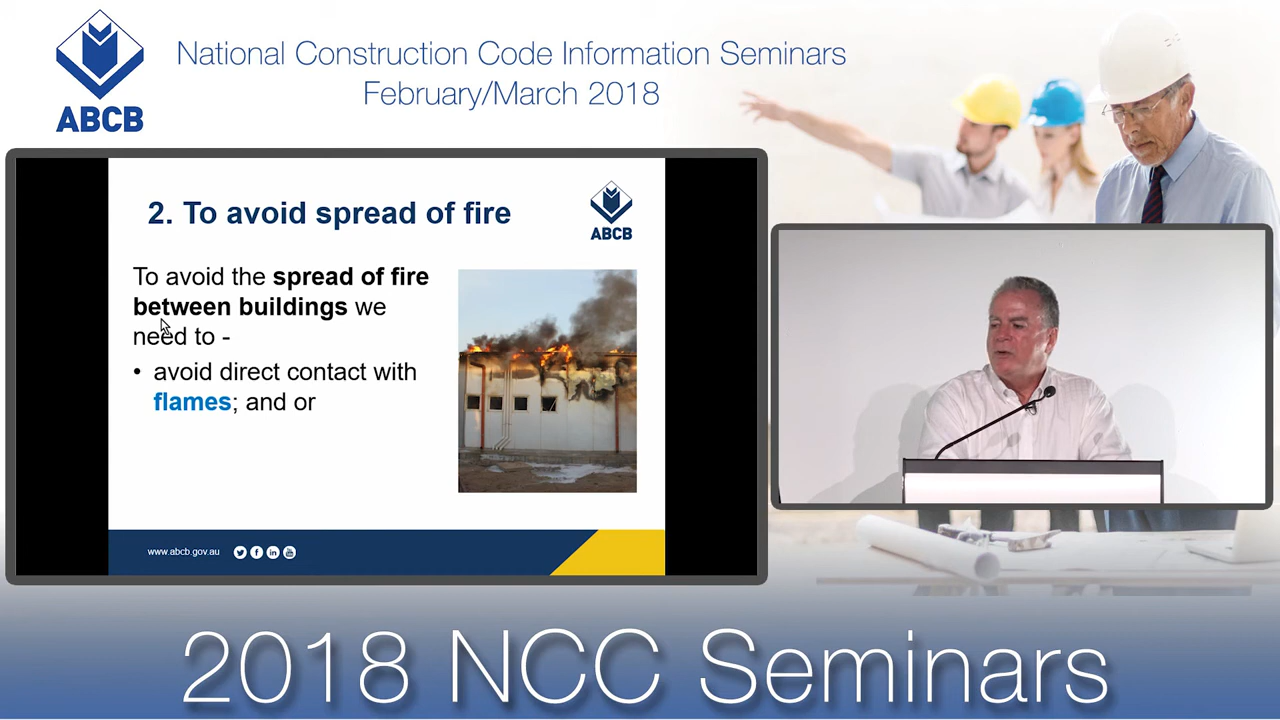 ABCB
National Construction Code Information Seminars
February/March 2018
2. To avoid spread of fire
ABCB
To avoid the spread of fire
between buildings we
need to -
• avoid direct contact with
flames; and or
www.abcb.gov.au
2018 NCC Seminars